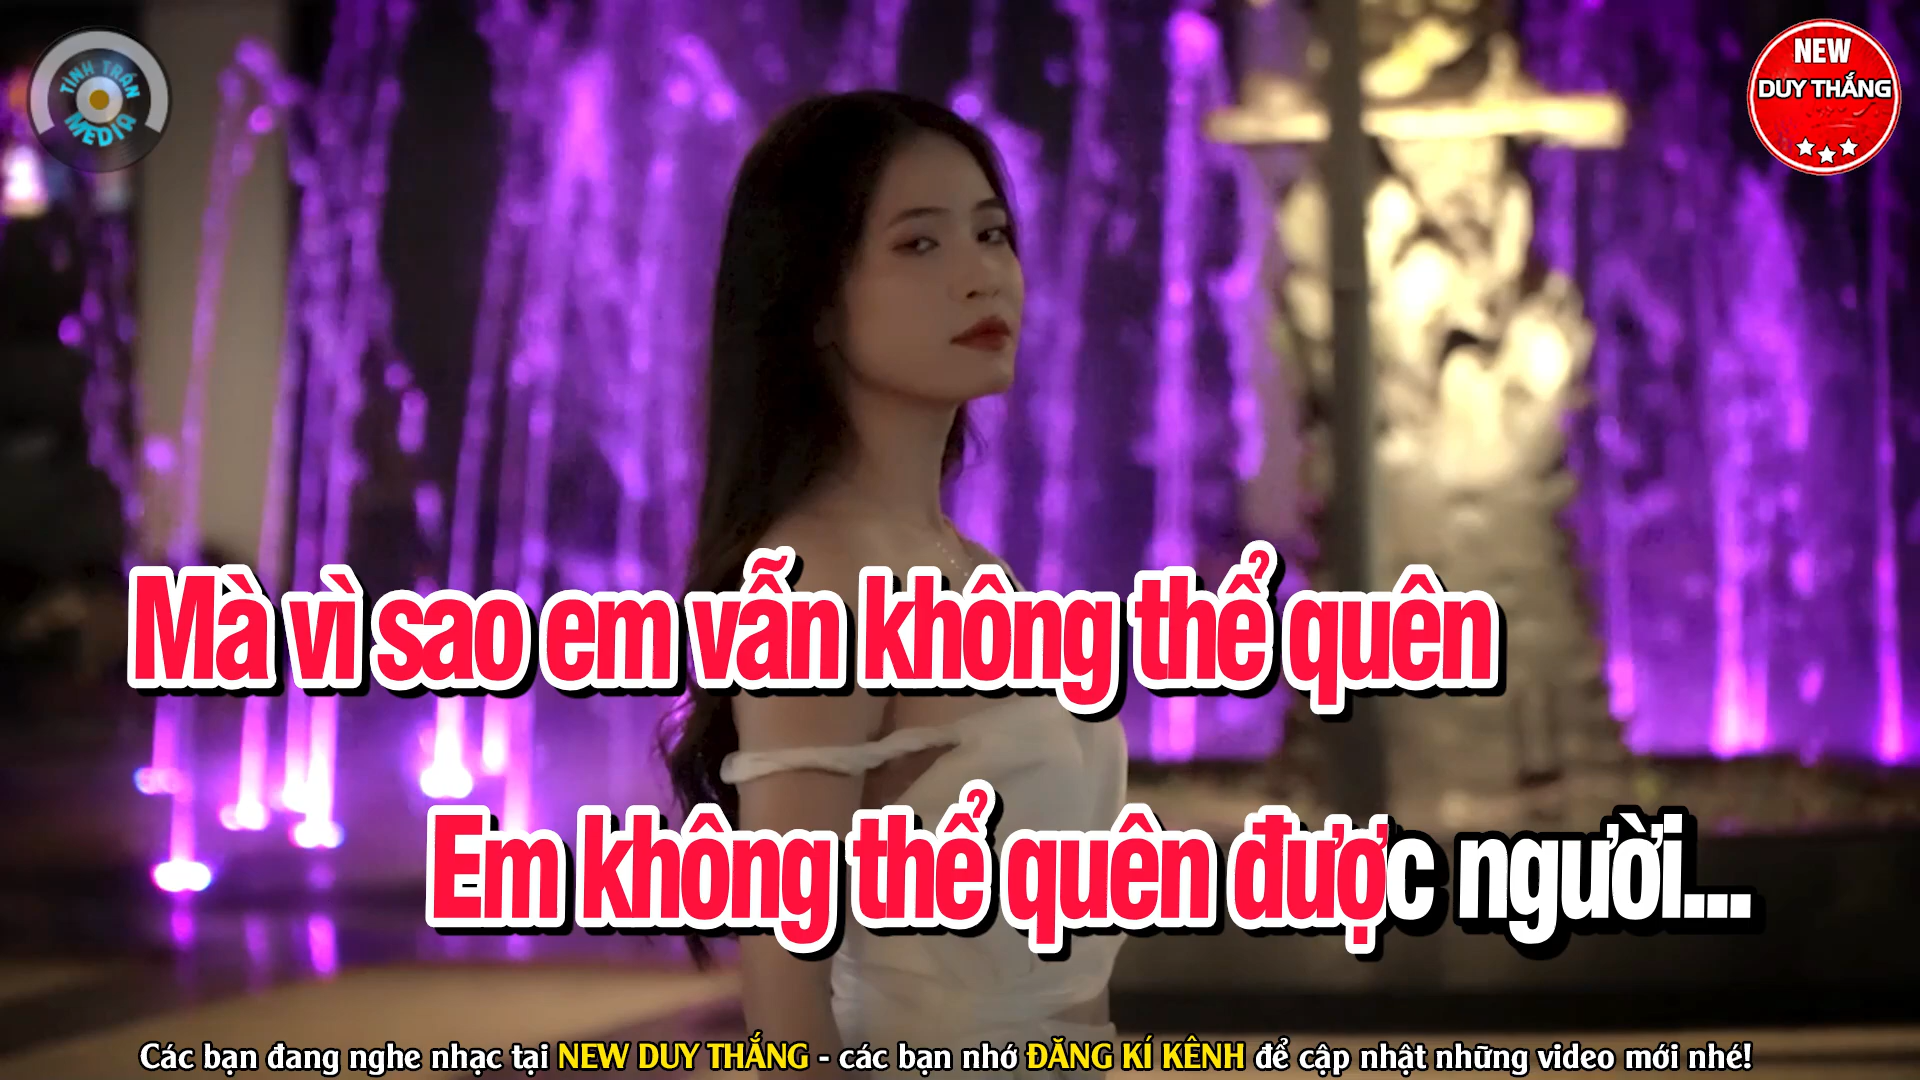 TÌNH TRẦN
MEDIA
NEW
DUY THẮNG
Mà vì sao em vẫn không thể quên
Em không thể quên được người...
Các bạn đang nghe nhạc tại NEW DUY THẮNG - các bạn nhớ ĐĂNG KÍ KÊNH để cập nhật những video mới nhé!